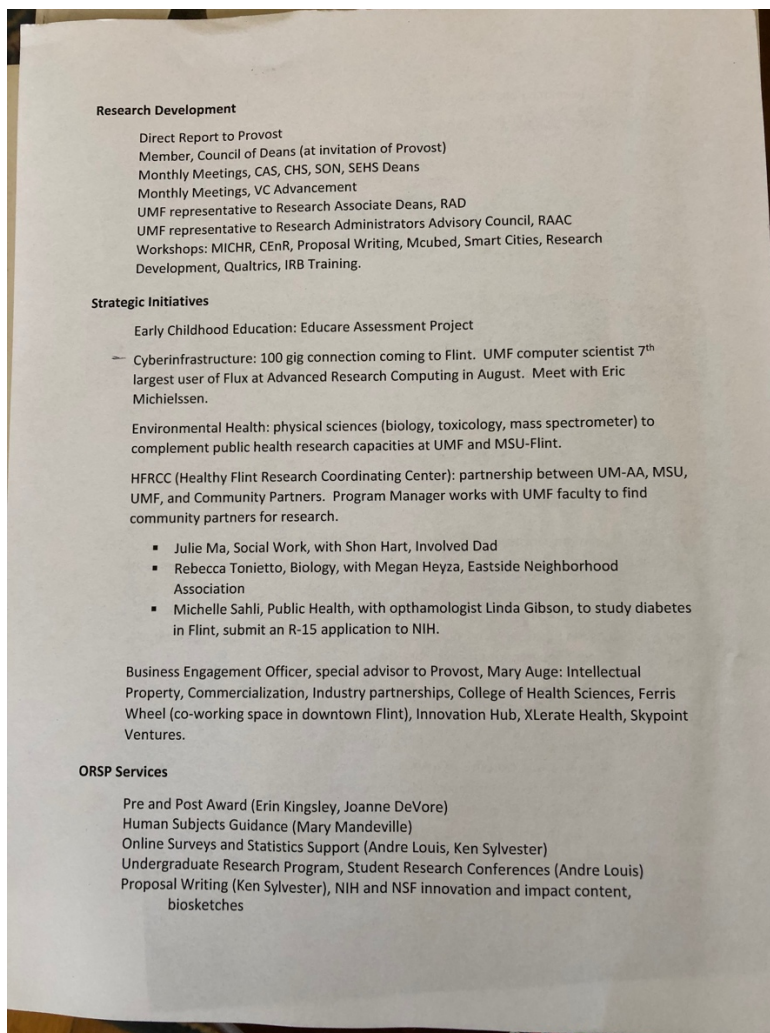 Research Development
Direct Report to Provost
Member, Council of Deans (at invitation of Provost)
Monthly Meetings, CAS, CHS, SON, SEHS Deans
Monthly Meetings, VC Advancement
UMF representative to Research Associate Deans, RAD
UMF representative to Research Administrators Advisory Council, RAAC
Workshops: MICHR, CEnR, Proposal Writing, Mcubed, Smart Cities, Research
Development, Qualtrics, IRB Training.
Strategic Initiatives
Early Childhood Education: Educare Assessment Project
Cyberinfrastructure: 100 gig connection coming to Flint. UMF computer scientist 7th
largest user of Flux at Advanced Research Computing in August. Meet with Eric
Michielssen.
Environmental Health: physical sciences (biology, toxicology, mass spectrometer) to
complement public health research capacities at UMF and MSU-Flint.
HFRCC (Healthy Flint Research Coordinating Center): partnership between UM-AA, MSU,
UMF, and Community Partners. Program Manager works with UMF faculty to find
community partners for research.
▪ Julie Ma, Social Work, with Shon Hart, Involved Dad
▪ Rebecca Tonietto, Biology, with Megan Heyza, Eastside Neighborhood
Association
▪ Michelle Sahli, Public Health, with opthamologist Linda Gibson, to study diabetes
in Flint, submit an R-15 application to NIH.
Business Engagement Officer, special advisor to Provost, Mary Auge: Intellectual
Property, Commercialization, Industry partnerships, College of Health Sciences, Ferris
Wheel (co-working space in downtown Flint), Innovation Hub, XLerate Health, Skypoint
Ventures.
ORSP Services
Pre and Post Award (Erin Kingsley, Joanne DeVore)
Human Subjects Guidance (Mary Mandeville)
Online Surveys and Statistics Support (Andre Louis, Ken Sylvester)
Undergraduate Research Program, Student Research Conferences (Andre Louis)
Proposal Writing (Ken Sylvester), NIH and NSF innovation and impact content,
biosketches